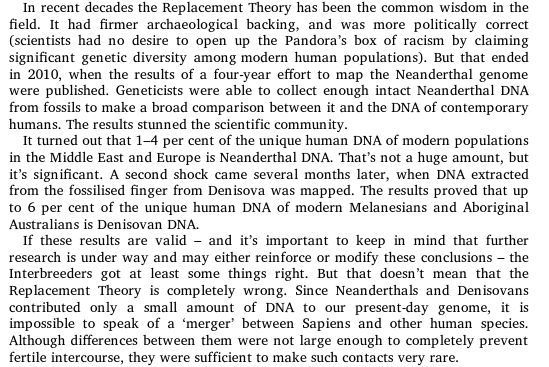 In recent decades the Replacement Theory has been the common wisdom in the
field. It had firmer archaeological backing, and was more politically correct
(scientists had no desire to open up the Pandora’s box of racism by claiming
significant genetic diversity among modern human populations). But that ended
in 2010, when the results of a four-year effort to map the Neanderthal genome
were published. Geneticists were able to collect enough intact Neanderthal DNA
from fossils to make a broad comparison between it and the DNA of contemporary
humans. The results stunned the scientific community.
It turned out that 1–4 per cent of the unique human DNA of modern populations
in the Middle East and Europe is Neanderthal DNA. That’s not a huge amount, but
it’s significant. A second shock came several months later, when DNA extracted
from the fossilised finger from Denisova was mapped. The results proved that up
to 6 per cent of the unique human DNA of modern Melanesians and Aboriginal
Australians is Denisovan DNA.
If these results are valid – and it’s important to keep in mind that further
research is under way and may either reinforce or modify these conclusions – the
Interbreeders got at least some things right. But that doesn’t mean that the
Replacement Theory is completely wrong. Since Neanderthals and Denisovans
contributed only a small amount of DNA to our present-day genome, it is
impossible to speak of a ‘merger’ between Sapiens and other human species.
Although differences between them were not large enough to completely prevent
fertile intercourse, they were sufficient to make such contacts very rare.